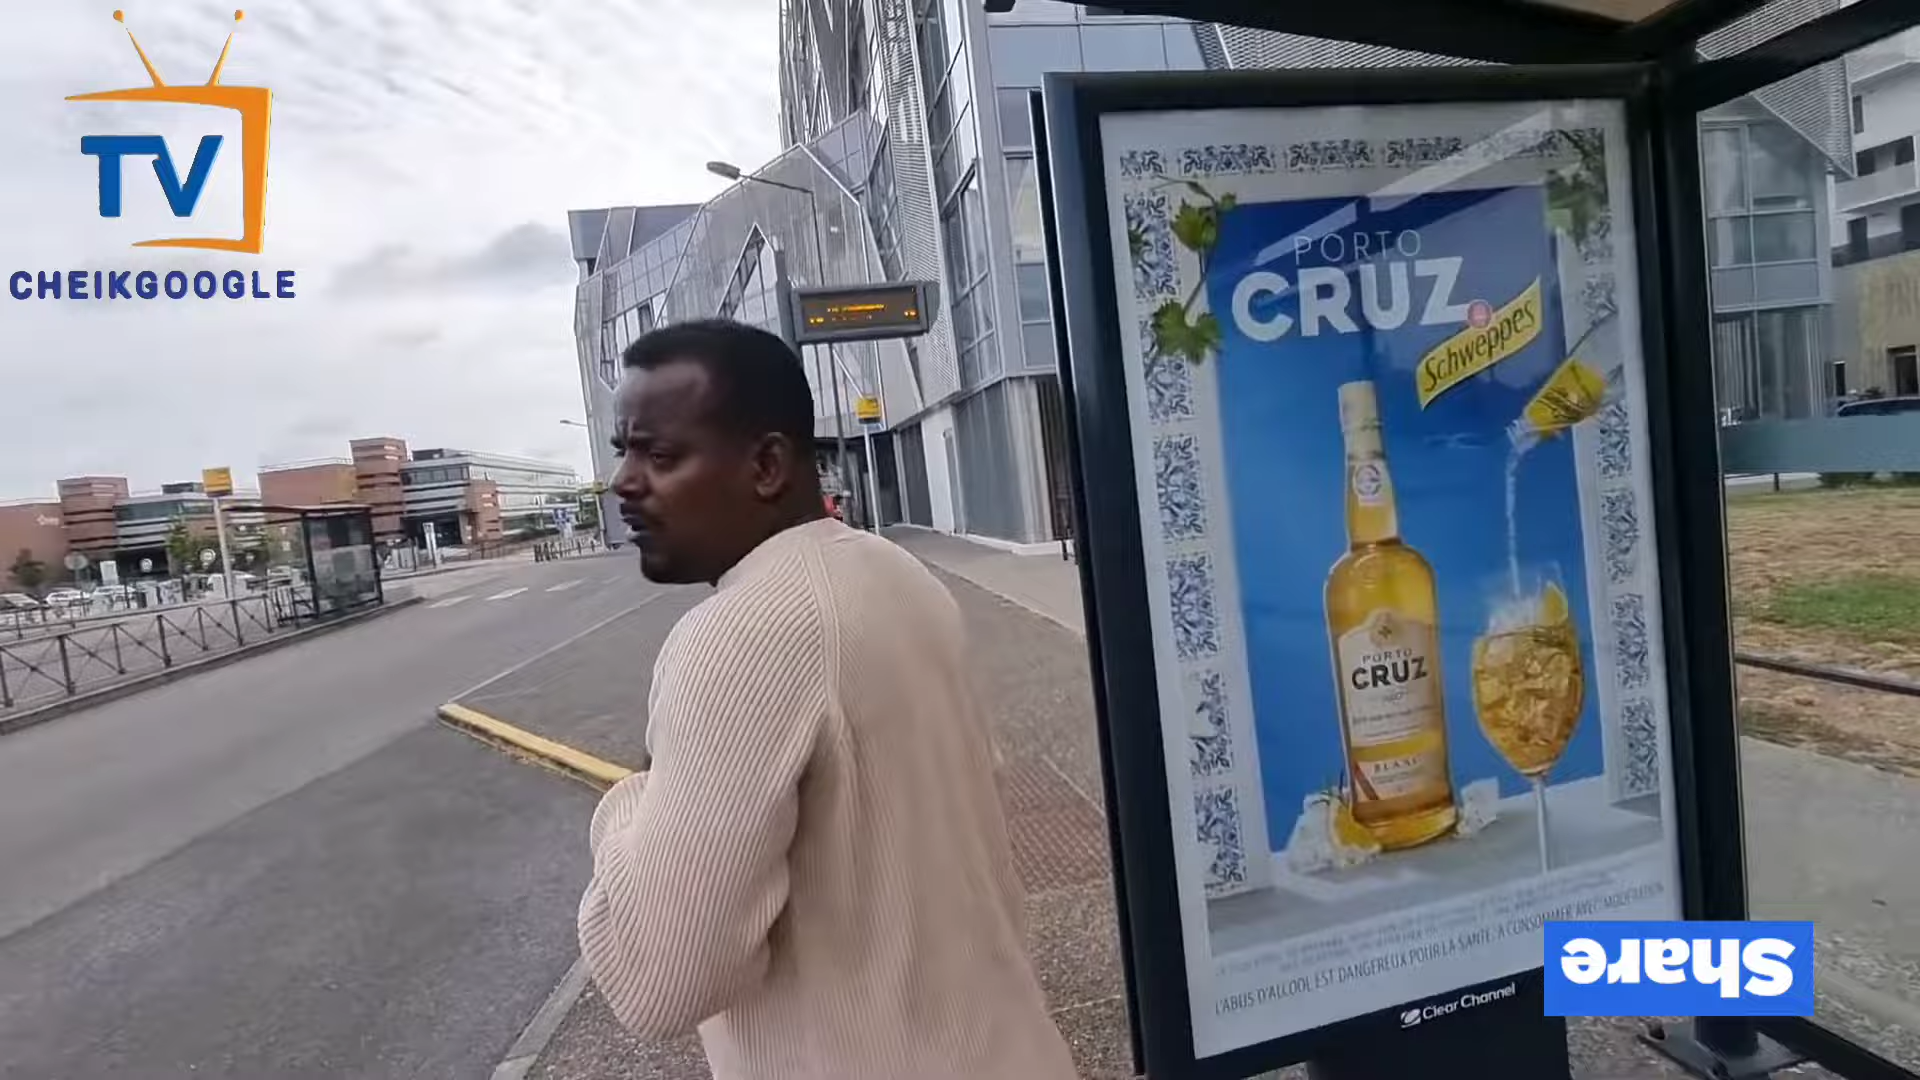 TV
CHEIKGOOGLE
PORTO
CRUZ
Schweppes
PORTO
CRUZ
BLANCO
L'ABUS D'ALCOOL EST DANGEREUX POUR LA SANTÉ. À CONSOMMER AVEC MODÉRATION
Clear Channel
Share